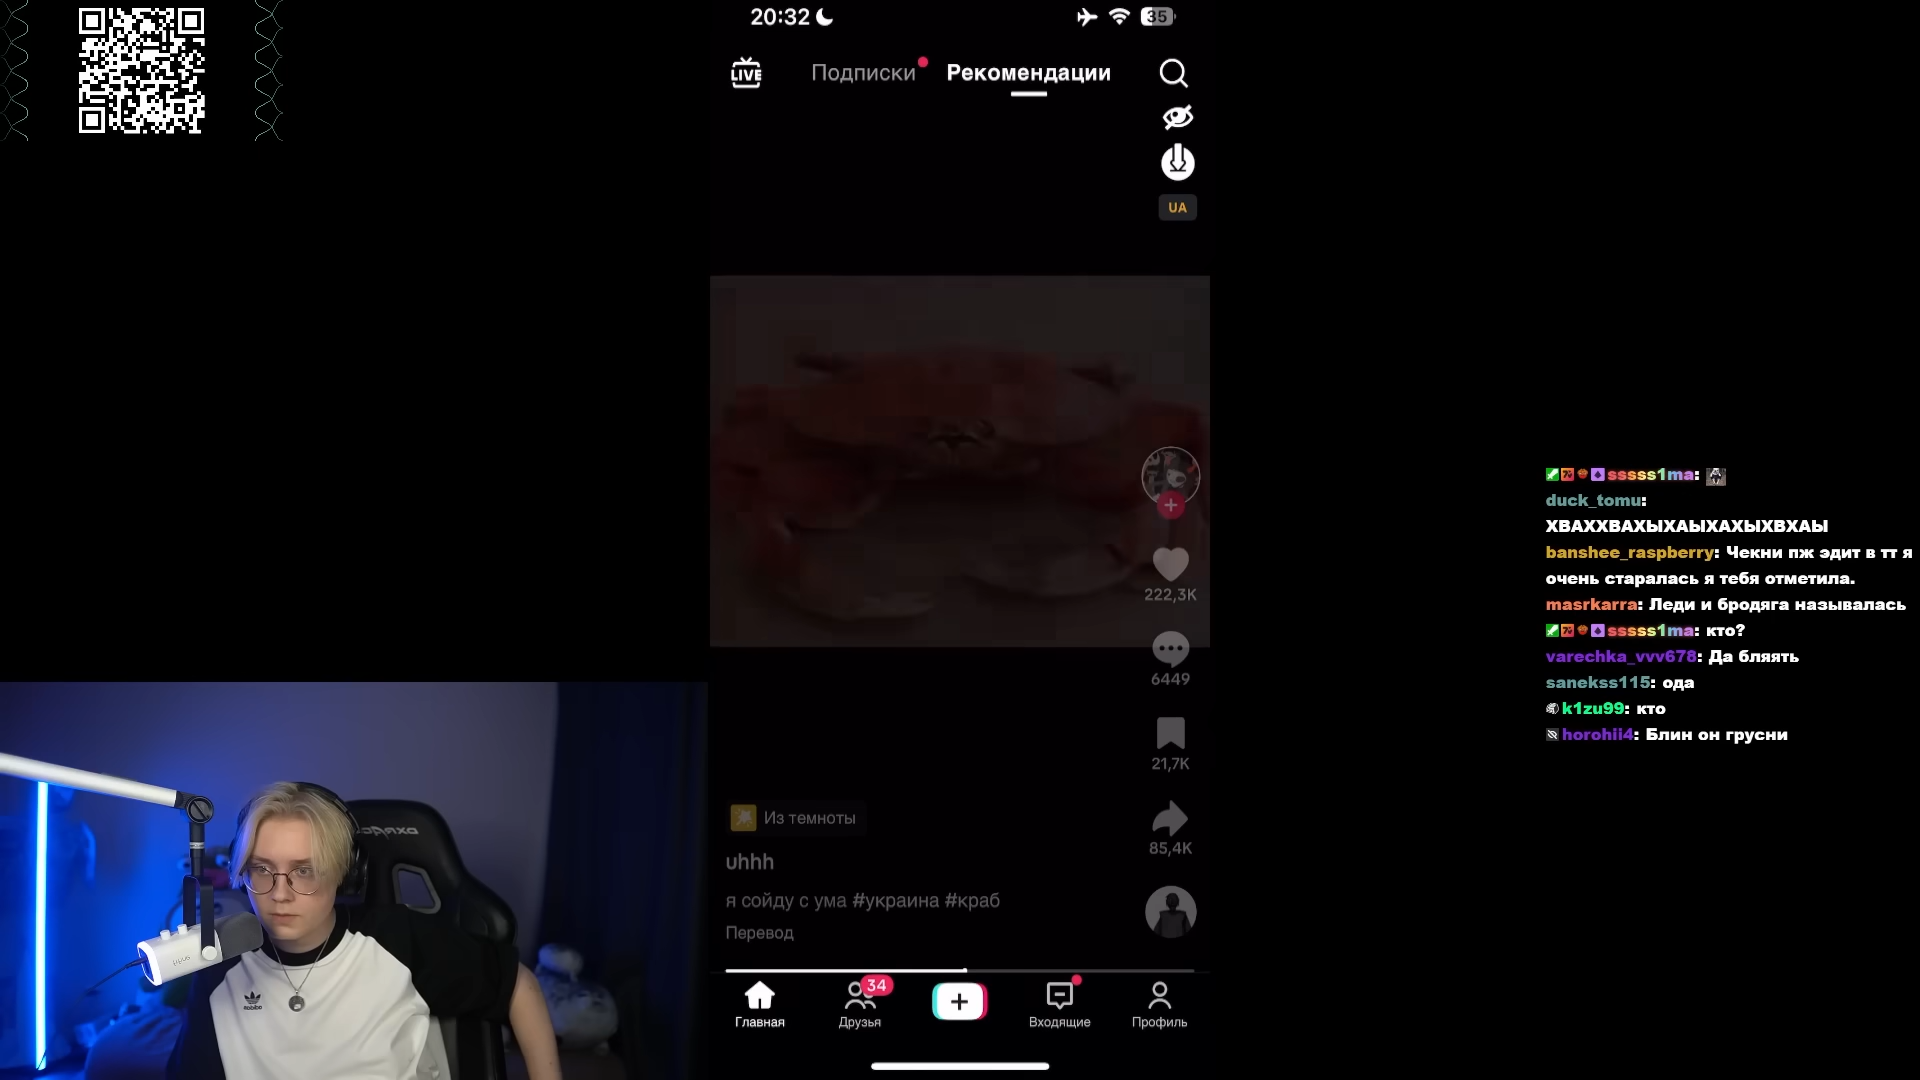 20:32
35
LIVE
Подписки
Рекомендации
UA
222,3K
6449
21,7K
85,4K
Из темноты
uhhh
я сойду с ума #украина #краб
Перевод
Главная
34
Друзья
Входящие
Профиль
sssss1ma:
duck_tomu:
ХВАХХВАХЫХАЫХАХЫХВХАЫ
banshee_raspberry: Чекни пж эдит в тт я
очень старалась я тебя отметила.
masrkarra: Леди и бродяга называлась
sssss1ma: кто?
varechka_vvv678: Да бляять
sanekss115: ода
k1zu99: кто
horohii4: Блин он грусни